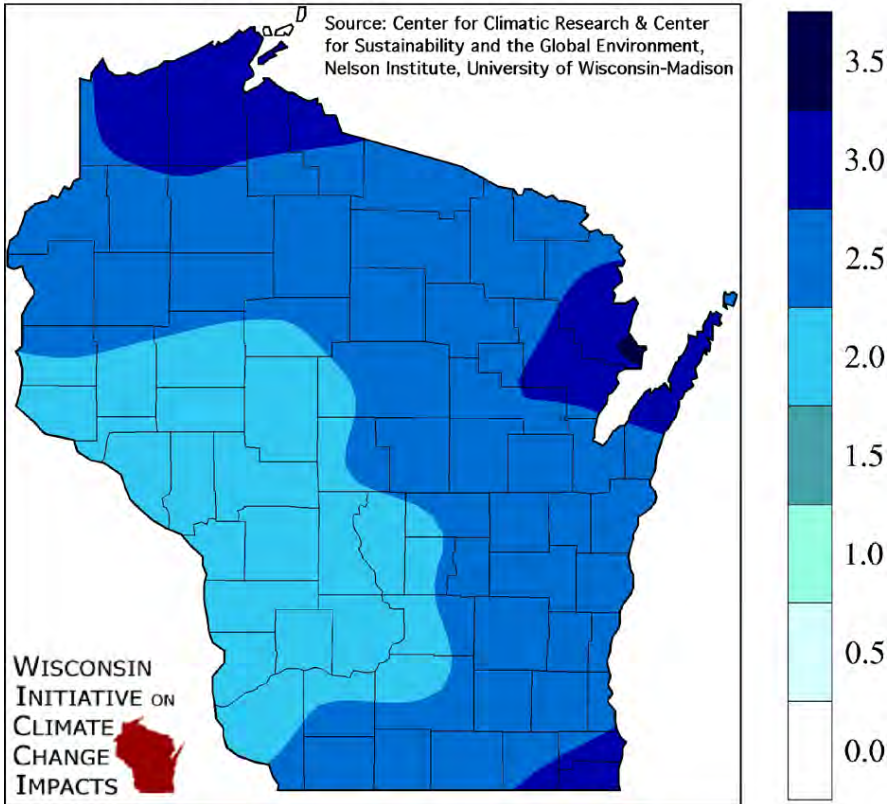 Source: Center for Climatic Research & Center
for Sustainability and the Global Environment,
Nelson Institute, University of Wisconsin-Madison
3.5
3.0
2.5
2.0
1.5
1.0
0.5
0.0
WISCONSIN
INITIATIVE ON
CLIMATE
CHANGE
IMPACTS